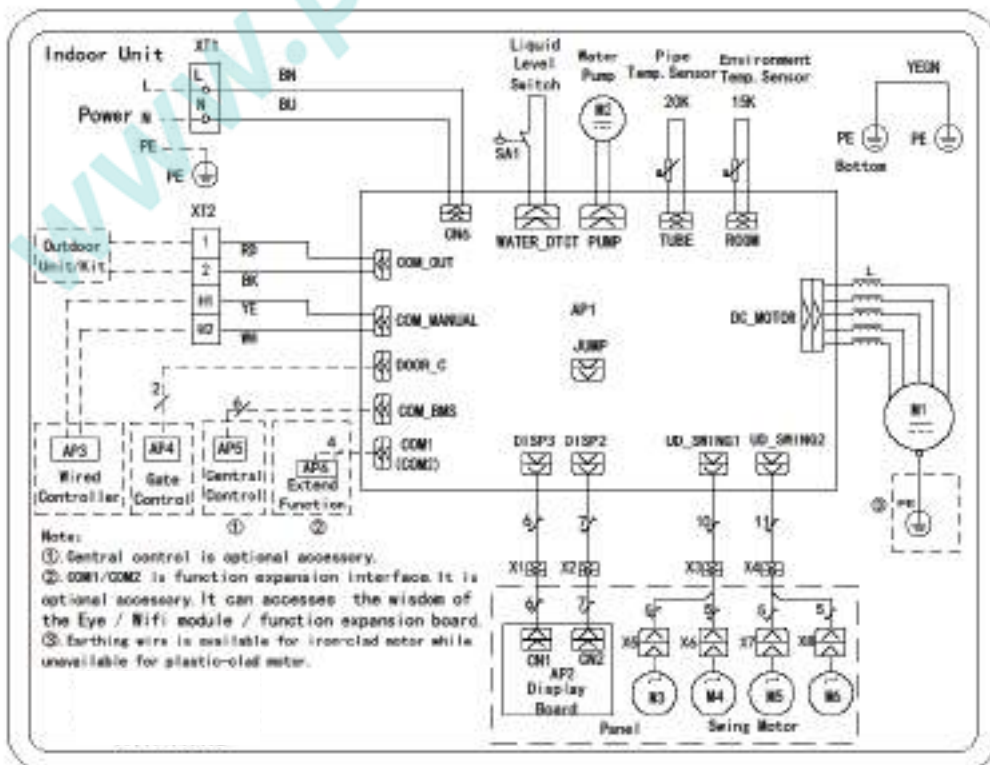 Indoor Unit
XT1
Liquid
Level
Switch
Water
Pump
Pipe
Temp. Sensor
Environment
Temp. Sensor
YEGN
L
L
BN
N
BU
Power N
M2
20K
15K
PE
PE
SA1
PE
PE
Bottom
XT2
CN6
WATER_DTCT
PUMP
TUBE
ROOM
Outdoor
Unit/Kit
1
RD
COM_OUT
2
BK
L
H1
YE
COM_MANUAL
AP1
DC_MOTOR
H2
WH
JUMP
DOOR_C
2
6
COM_BMS
M1
AP3
Wired
Controller
AP4
Gate
Control
AP5
Central
Control
4
AP6
Extend
Function
COM1
(COM2)
DISP3
DISP2
UD_SWING1
UD_SWING2
①
②
③
PE
6
7
10
11
Note:
①.Central control is optional accessory.
②.COM1/COM2 is function expansion interface. It is
optional accessory. It can accesses the wisdom of
the Eye / Wifi module / function expansion board.
③.Earthing wire is available for iron-clad motor while
unavailable for plastic-clad motor.
X1
X2
X3
X4
6
7
5
5
5
5
X5
X6
X7
X8
CN1
CN2
AP2
Display
Board
M3
M4
M5
M6
Panel
Swing Motor
www.p